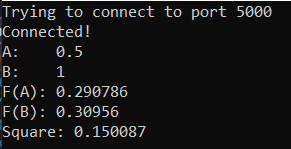 Trying to connect to port 5000
Connected!
A:    0.5
B:    1
F(A): 0.290786
F(B): 0.30956
Square: 0.150087